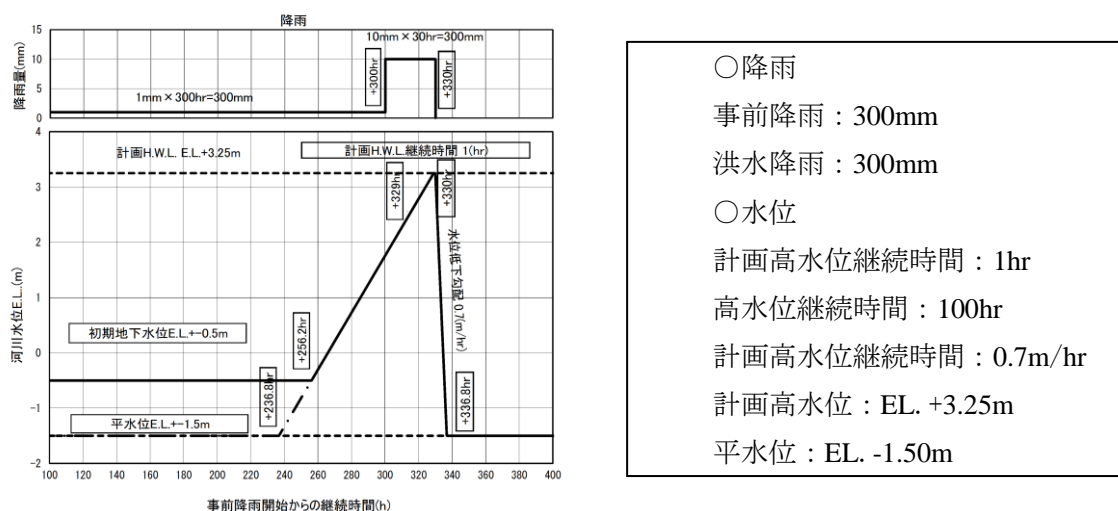 降雨
降雨量(mm)
15
10
5
0
1mm×300hr=300mm
10mm×30hr=300mm
+300hr
+330hr
河川水位E.L.(m)
4
3
2
1
0
-1
-2
計画H.W.L. E.L.+3.25m
計画H.W.L.継続時間 1(hr)
+329hr
+330hr
水位低下勾配 0.7(m/hr)
初期地下水位E.L.+-0.5m
+256.2hr
+236.8hr
平水位E.L.+-1.5m
+336.8hr
100 120 140 160 180 200 220 240 260 280 300 320 340 360 380 400
事前降雨開始からの継続時間(h)
○降雨
事前降雨：300mm
洪水降雨：300mm
○水位
計画高水位継続時間：1hr
高水位継続時間：100hr
計画高水位継続時間：0.7m/hr
計画高水位：EL. +3.25m
平水位：EL. -1.50m